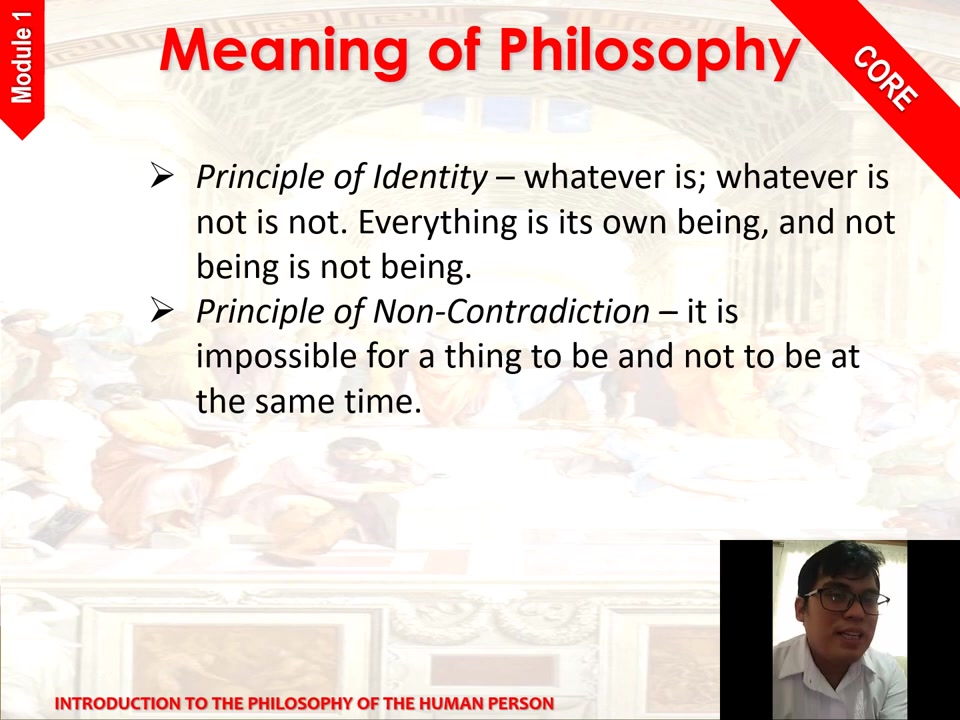 Module 1
Meaning of Philosophy
CORE
➢ Principle of Identity – whatever is; whatever is
not is not. Everything is its own being, and not
being is not being.
➢ Principle of Non-Contradiction – it is
impossible for a thing to be and not to be at
the same time.
INTRODUCTION TO THE PHILOSOPHY OF THE HUMAN PERSON